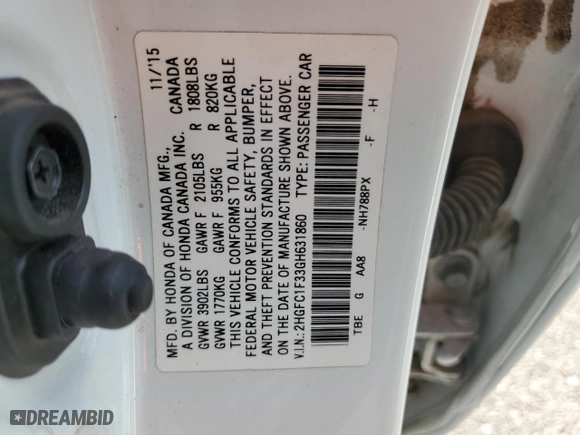 MFD. BY HONDA OF CANADA MFG., 11/'15
A DIVISION OF HONDA CANADA INC. CANADA
GVWR 3902LBS GAWR F 2105LBS R 1808LBS
GVWR 1770KG GAWR F 955KG R 820KG
THIS VEHICLE CONFORMS TO ALL APPLICABLE
FEDERAL MOTOR VEHICLE SAFETY, BUMPER,
AND THEFT PREVENTION STANDARDS IN EFFECT
ON THE DATE OF MANUFACTURE SHOWN ABOVE.
V.I.N.: 2HGFC1F33GH631860 TYPE: PASSENGER CAR
TBE G AA8 -NH788PX -F -H
DREAMBID